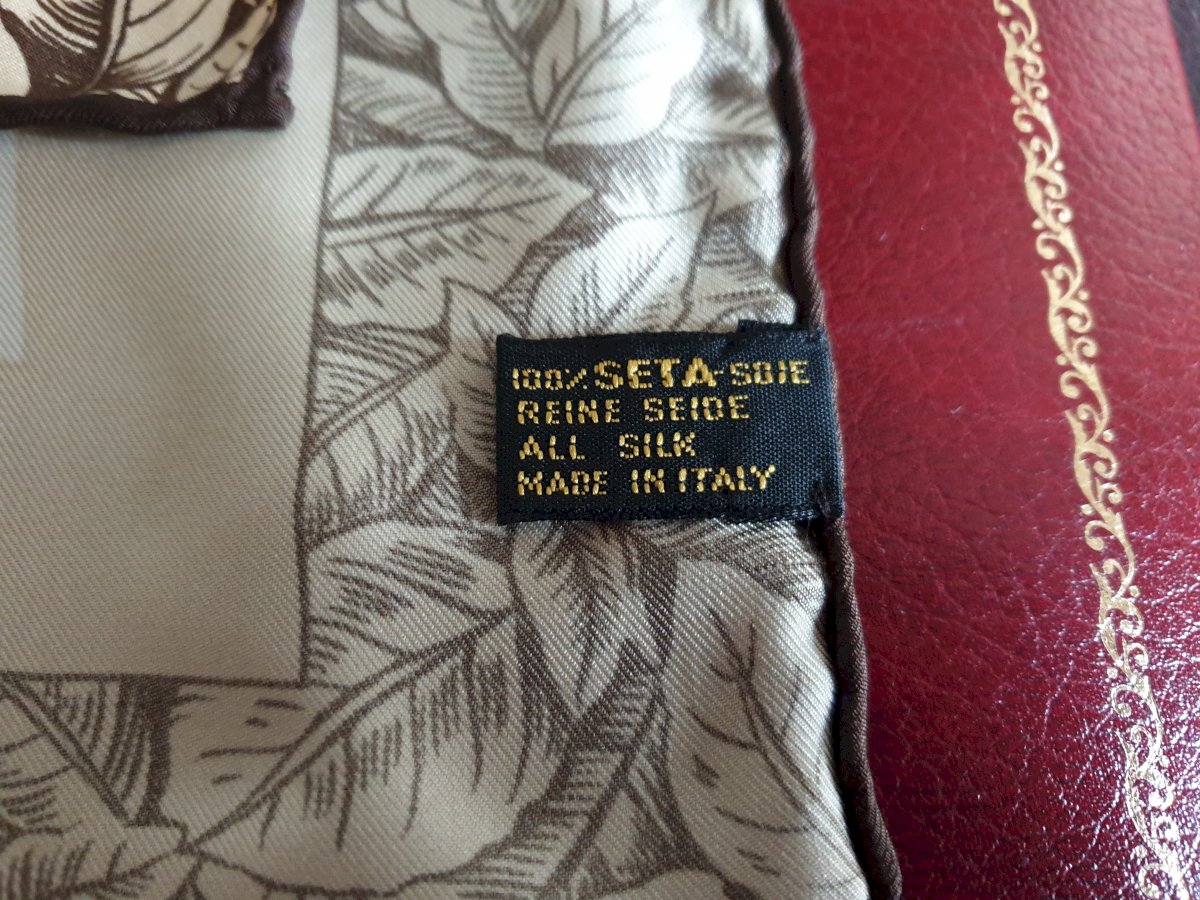 100% SETA-SOIE
REINE SEIDE
ALL SILK
MADE IN ITALY